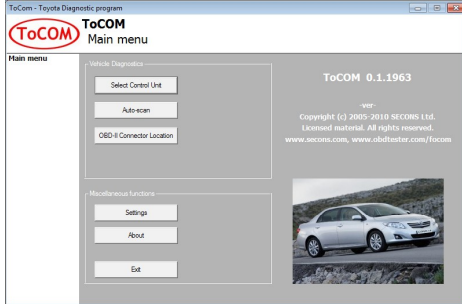 ToCom - Toyota Diagnostic program
ToCOM
ToCOM
Main menu
Main menu
Vehicle Diagnostics
Select Control Unit
Auto-scan
OBD-II Connector Location
Miscellaneous functions
Settings
About
Exit
ToCOM 0.1.1963
-ver-
Copyright (c) 2005-2010 SECONS Ltd.
Licensed material. All rights reserved.
www.secons.com, www.obdtester.com/focom